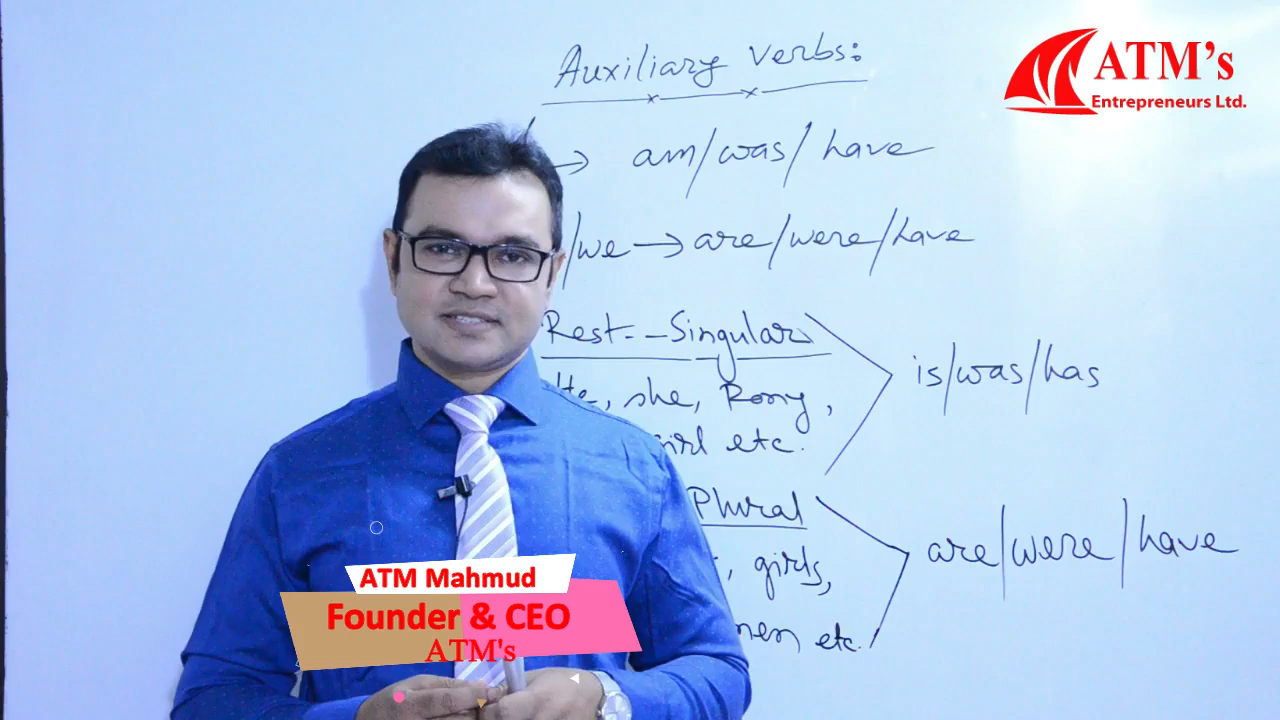 Auxiliary Verbs:
ATM's
Entrepreneurs Ltd.
→ am/was/have
/we → are/were/have
Rest - Singular
is/was/has
He, she, Rony,
girl etc.
Plural
are/were/have
, girls,
men etc.
ATM Mahmud
Founder & CEO
ATM's